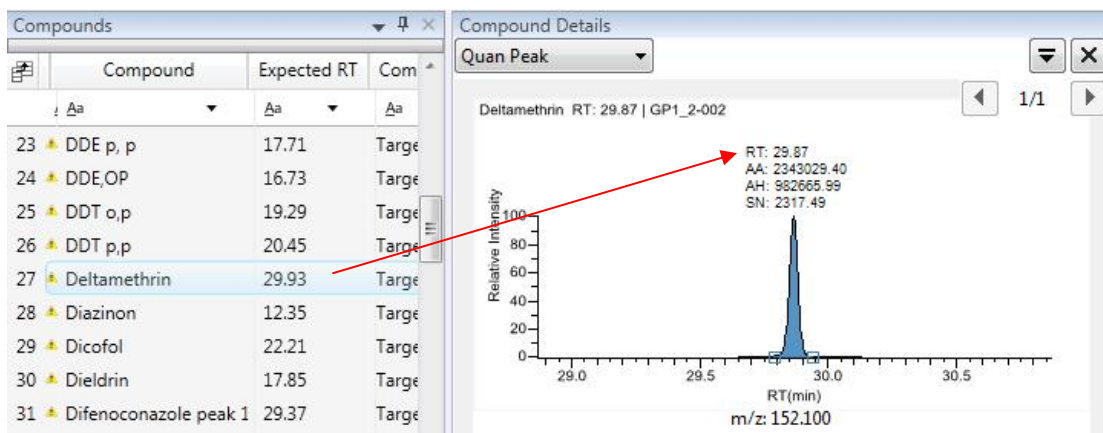 Compounds
Compound Expected RT Com
Aa Aa Aa
23 DDE p, p 17.71 Targe
24 DDE,OP 16.73 Targe
25 DDT o,p 19.29 Targe
26 DDT p,p 20.45 Targe
27 Deltamethrin 29.93 Targe
28 Diazinon 12.35 Targe
29 Dicofol 22.21 Targe
30 Dieldrin 17.85 Targe
31 Difenoconazole peak 1 29.37 Targe
Compound Details
Quan Peak
1/1
Deltamethrin RT: 29.87 | GP1_2-002
RT: 29.87
AA: 2343029.40
AH: 982665.99
SN: 2317.49
Relative Intensity
100
80
60
40
20
0
29.0 29.5 30.0 30.5
RT(min)
m/z: 152.100